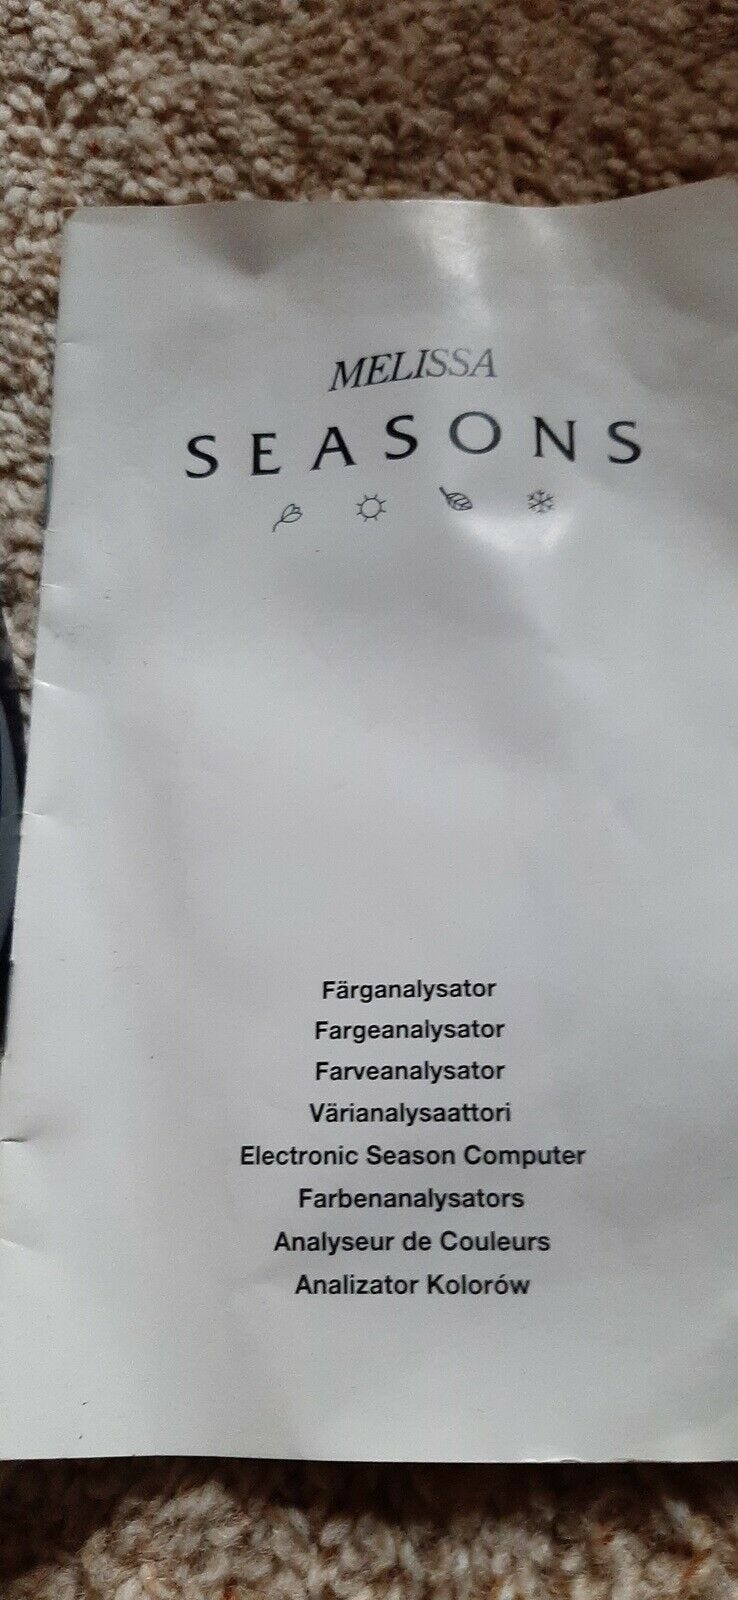 MELISSA
SEASONS
Färganalysator
Fargeanalysator
Farveanalysator
Värianalysaattori
Electronic Season Computer
Farbenanalysators
Analyseur de Couleurs
Analizator Kolorów